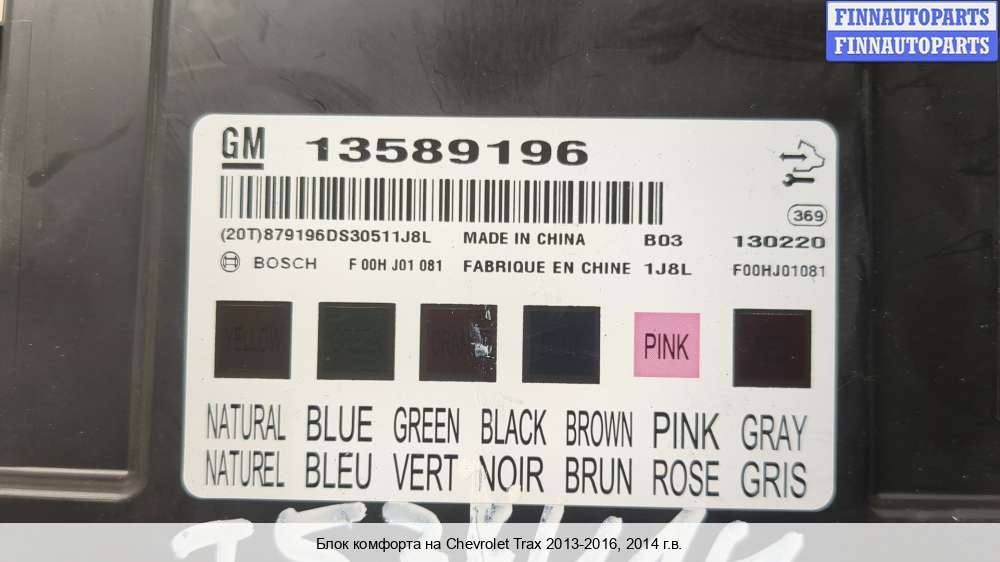 FINNAUTOPARTS
FINNAUTOPARTS
GM 13589196
369
(20T)879196DS30511J8L MADE IN CHINA B03 130220
BOSCH F 00H J01 081 FABRIQUE EN CHINE 1J8L F00HJ01081
YELLOW PINK
NATURAL BLUE GREEN BLACK BROWN PINK GRAY
NATUREL BLEU VERT NOIR BRUN ROSE GRIS
Блок комфорта на Chevrolet Trax 2013-2016, 2014 г.в.